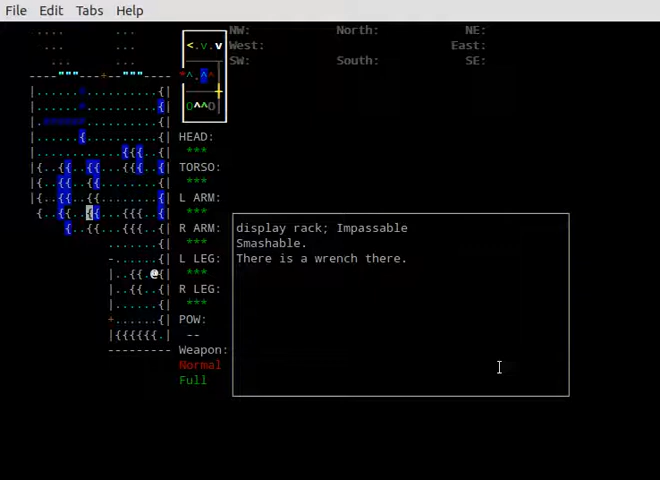 File Edit Tabs Help
NW: North: NE:
West: East:
SW: South: SE:
HEAD:
***
TORSO:
***
L ARM:
***
R ARM:
***
L LEG:
***
R LEG:
***
POW:
--
Weapon:
Normal
Full
display rack; Impassable
Smashable.
There is a wrench there.